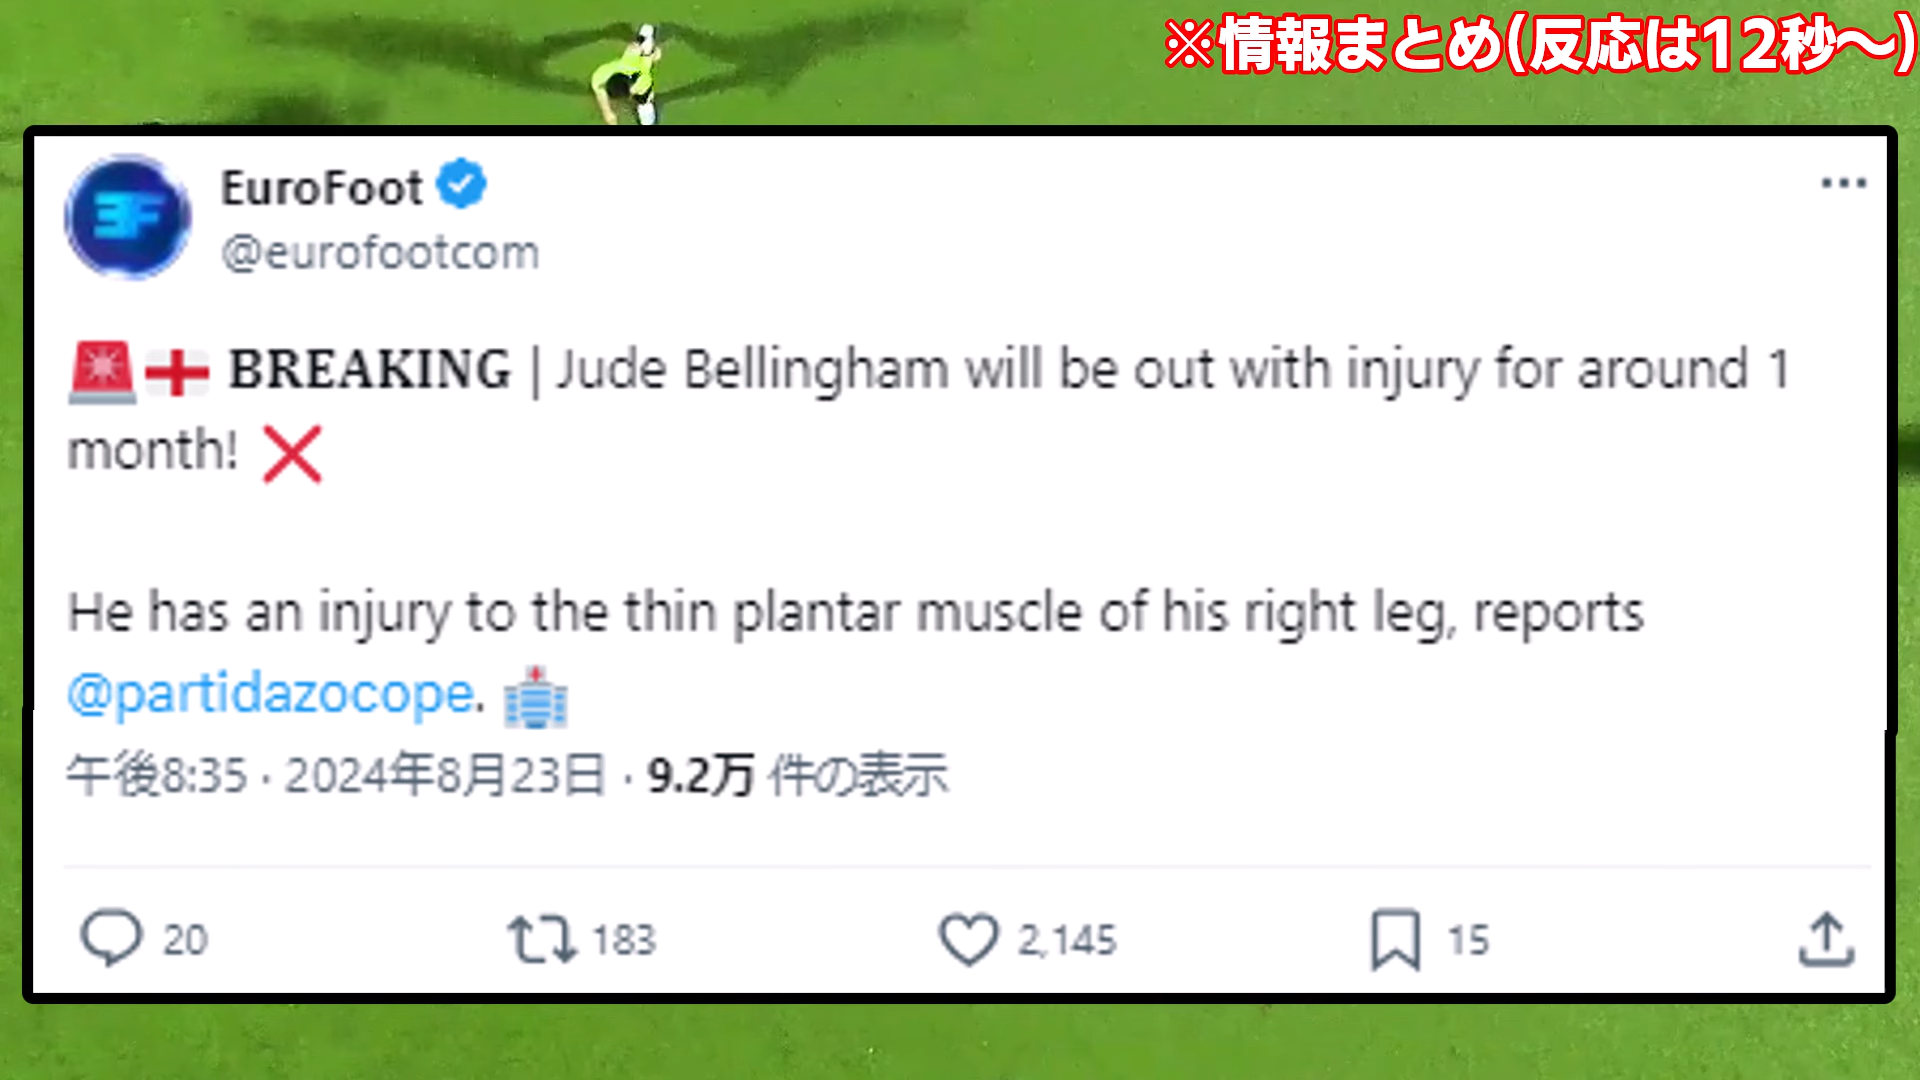 ※情報まとめ(反応は12秒～)
EuroFoot
@eurofootcom
BREAKING | Jude Bellingham will be out with injury for around 1
month! ❌
He has an injury to the thin plantar muscle of his right leg, reports
@partidazocope.
午後8:35 · 2024年8月23日 · 9.2万 件の表示
20 183 2,145 15